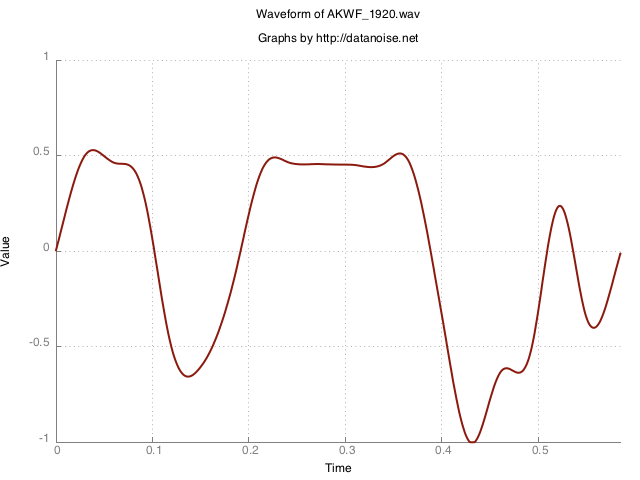 Waveform of AKWF_1920.wav
Graphs by http://datanoise.net
1
0.5
0
-0.5
-1
Value
0 0.1 0.2 0.3 0.4 0.5
Time